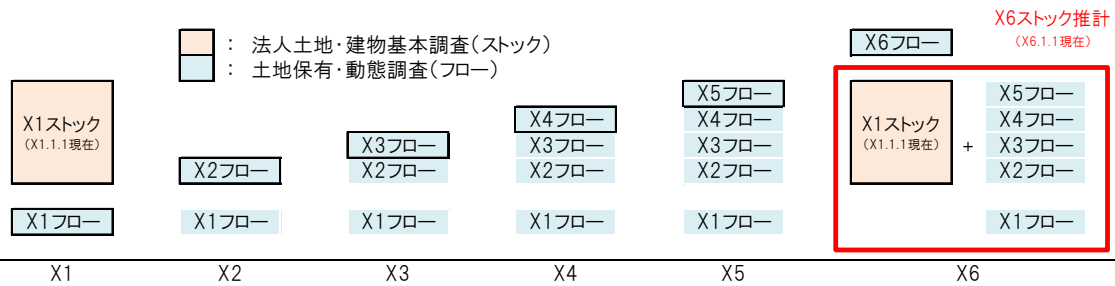 ： 法人土地・建物基本調査（ストック）
： 土地保有・動態調査（フロー）
X6ストック推計
（X6.1.1現在）
X6フロー
X1ストック
（X1.1.1現在）
X1フロー
X2フロー
X1フロー
X3フロー
X2フロー
X1フロー
X4フロー
X3フロー
X2フロー
X1フロー
X5フロー
X4フロー
X3フロー
X2フロー
X1フロー
X1ストック
（X1.1.1現在）
+
X5フロー
X4フロー
X3フロー
X2フロー
X1フロー
X1
X2
X3
X4
X5
X6